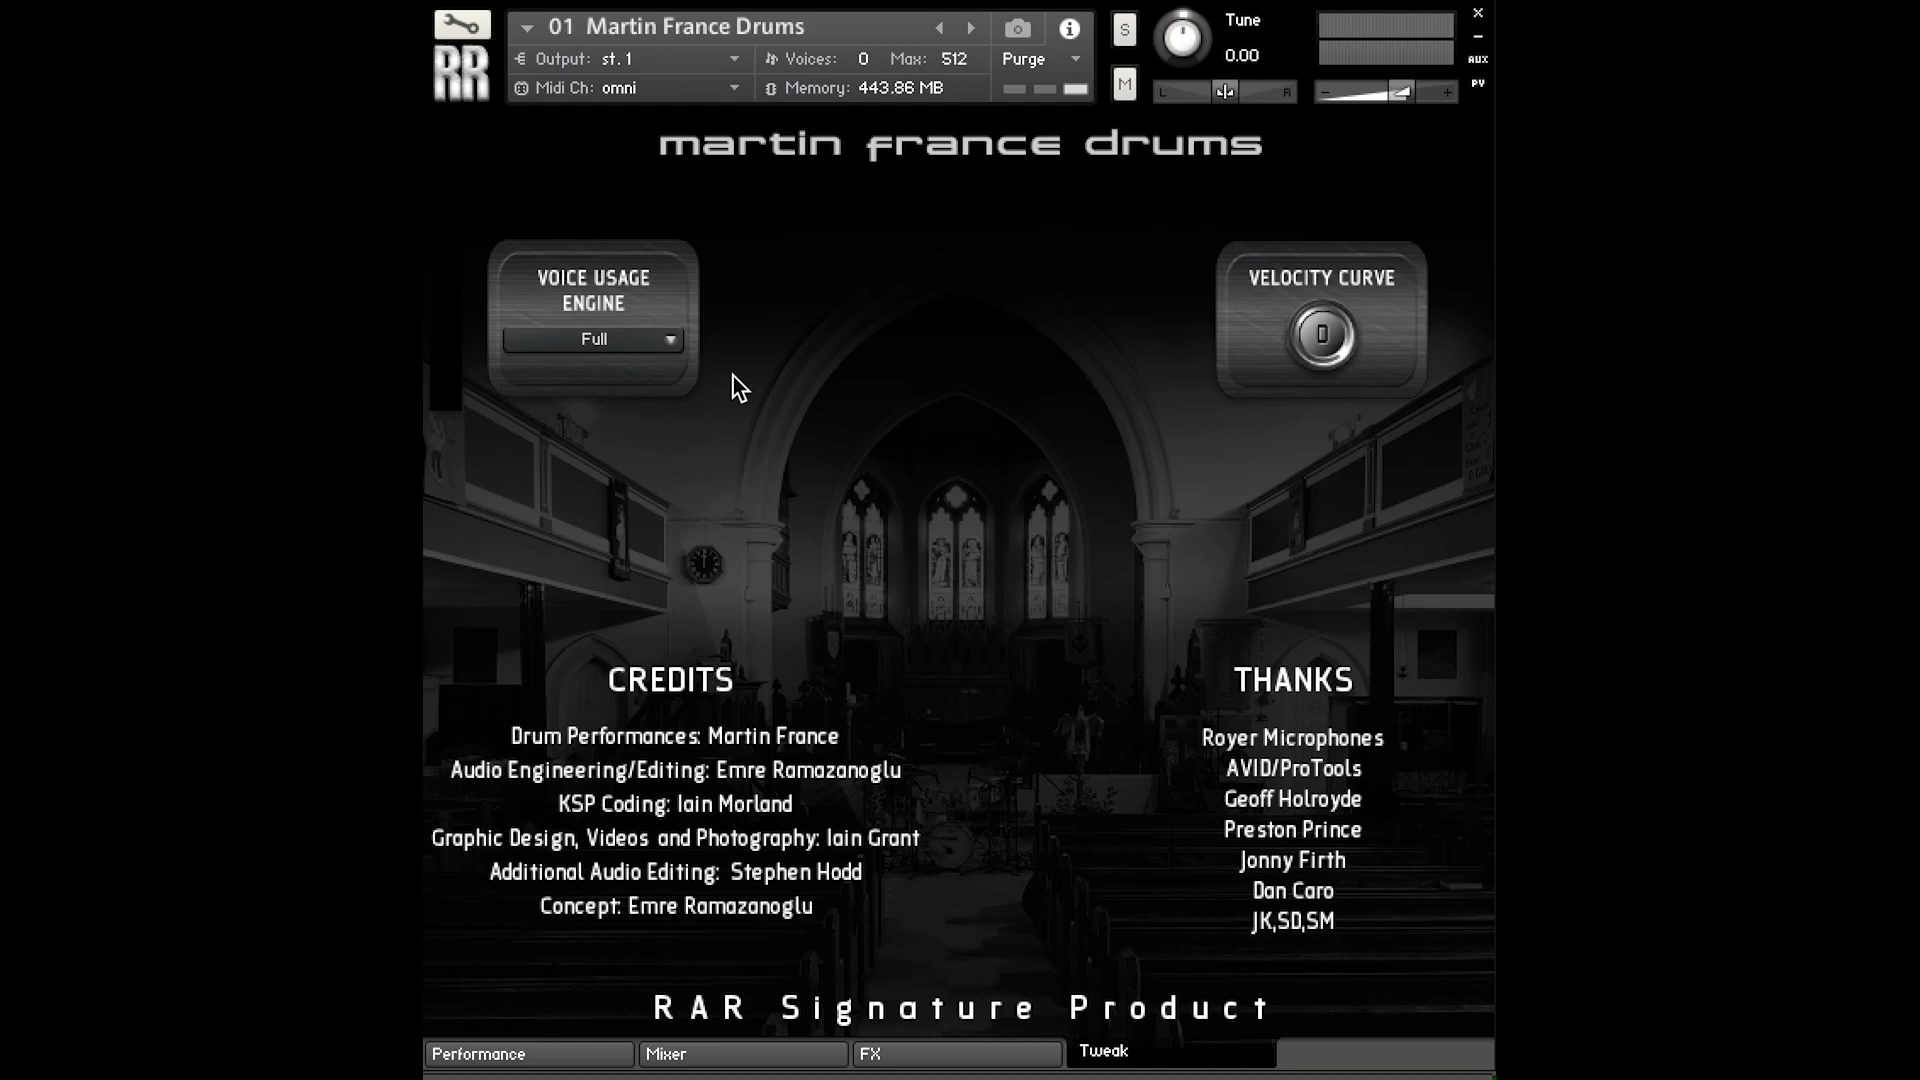 01 Martin France Drums
S
Tune
0.00
X
AUX
PV
RR
Output: st.1
Voices: 0 Max: 512
Purge
Midi Ch: omni
Memory: 443.86 MB
M
L
R
martin france drums
VOICE USAGE
ENGINE
Full
VELOCITY CURVE
0
CREDITS
Drum Performances: Martin France
Audio Engineering/Editing: Emre Ramazanoglu
KSP Coding: Iain Morland
Graphic Design, Videos and Photography: Iain Grant
Additional Audio Editing: Stephen Hodd
Concept: Emre Ramazanoglu
THANKS
Royer Microphones
AVID/ProTools
Geoff Holroyde
Preston Prince
Jonny Firth
Dan Caro
JK,SD,SM
RAR Signature Product
Performance
Mixer
FX
Tweak